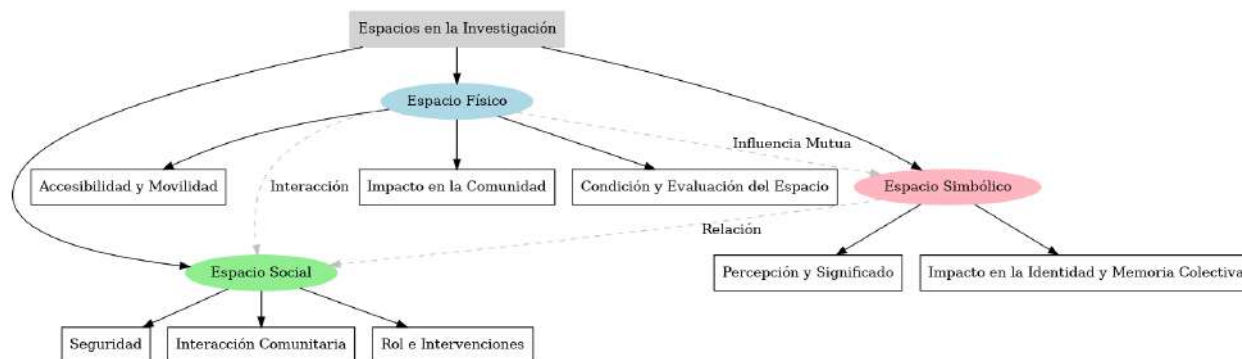 Espacios en la Investigación
Espacio Físico
Influencia Mutua
Accesibilidad y Movilidad
Interacción
Impacto en la Comunidad
Condición y Evaluación del Espacio
Espacio Simbólico
Relación
Espacio Social
Percepción y Significado
Impacto en la Identidad y Memoria Colectiva
Seguridad
Interacción Comunitaria
Rol e Intervenciones